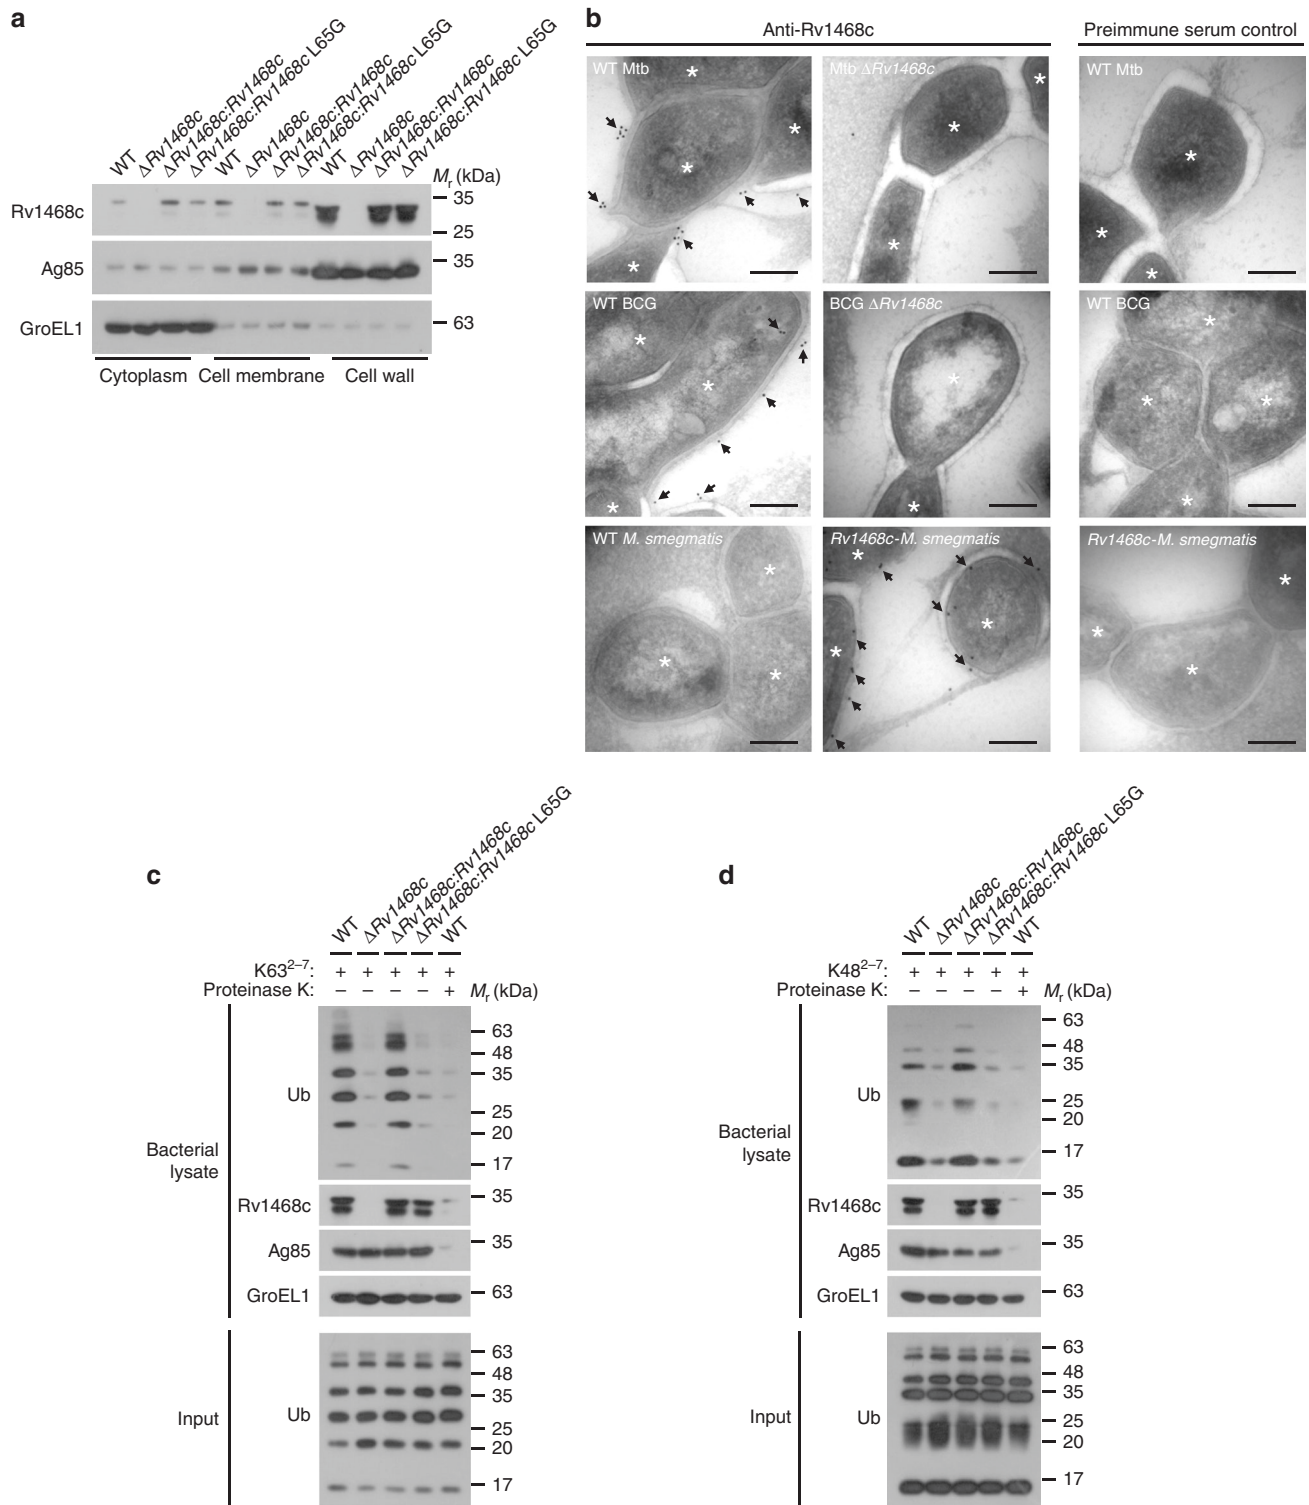 a
WT
ΔRv1468c
ΔRv1468c:Rv1468c
ΔRv1468c:Rv1468c L65G
WT
ΔRv1468c
ΔRv1468c:Rv1468c
ΔRv1468c:Rv1468c L65G
WT
ΔRv1468c
ΔRv1468c:Rv1468c
ΔRv1468c:Rv1468c L65G
Mr (kDa)
Rv1468c
35
25
Ag85
35
GroEL1
63
Cytoplasm Cell membrane Cell wall
b
Anti-Rv1468c
Preimmune serum control
WT Mtb
Mtb ΔRv1468c
WT Mtb
* * * * * * * * *
WT BCG
BCG ΔRv1468c
WT BCG
* * * * * * * * *
WT M. smegmatis
Rv1468c-M. smegmatis
Rv1468c-M. smegmatis
* * * * * * * * *
c
WT
ΔRv1468c
ΔRv1468c:Rv1468c
ΔRv1468c:Rv1468c L65G
WT
K63²⁻⁷: + + + + +
Proteinase K: – – – – + Mr (kDa)
Bacterial
lysate
Ub
63
48
35
25
20
17
Rv1468c
35
Ag85
35
GroEL1
63
Input
Ub
63
48
35
25
20
17
d
WT
ΔRv1468c
ΔRv1468c:Rv1468c
ΔRv1468c:Rv1468c L65G
WT
K48²⁻⁷: + + + + +
Proteinase K: – – – – + Mr (kDa)
Bacterial
lysate
Ub
63
48
35
25
20
17
Rv1468c
35
Ag85
35
GroEL1
63
Input
Ub
63
48
35
25
20
17